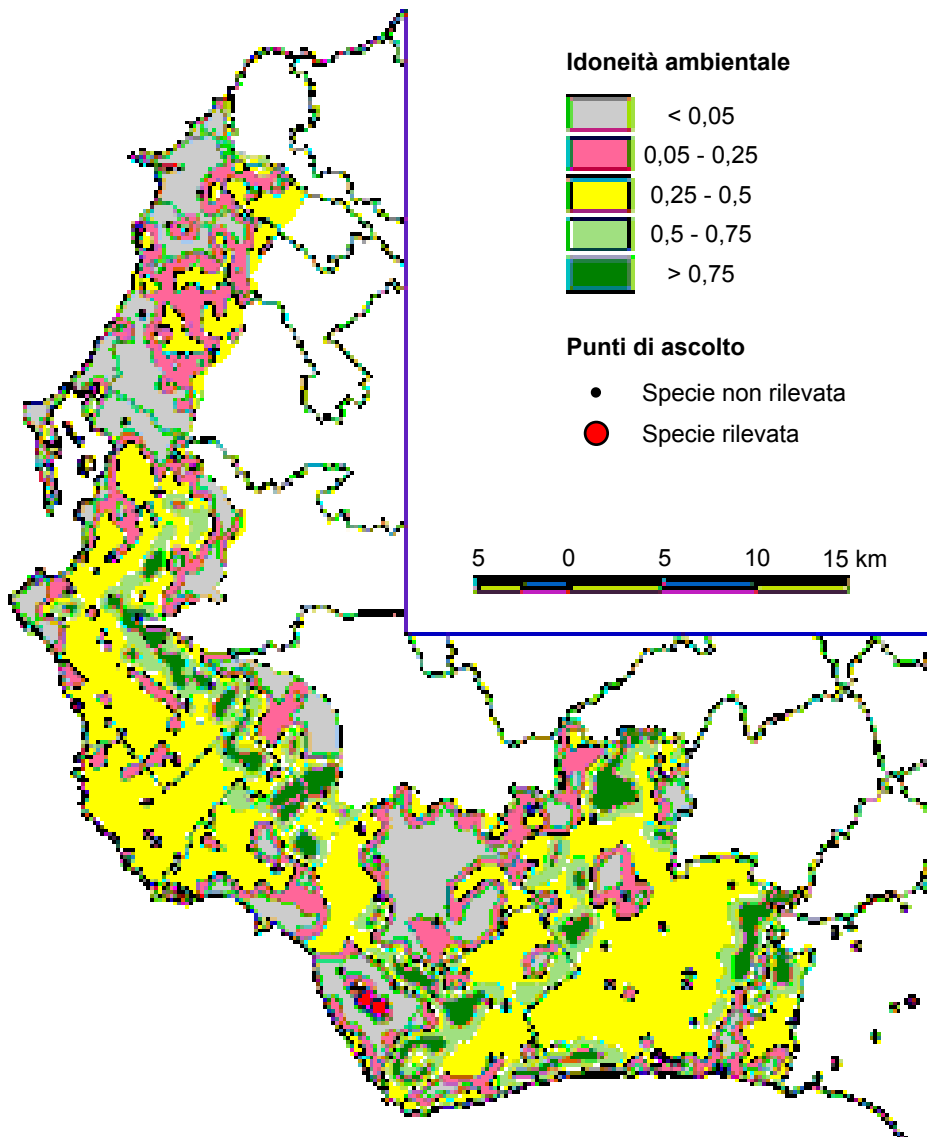 Idoneità ambientale
< 0,05
0,05 - 0,25
0,25 - 0,5
0,5 - 0,75
> 0,75
Punti di ascolto
Specie non rilevata
Specie rilevata
5 0 5 10 15 km